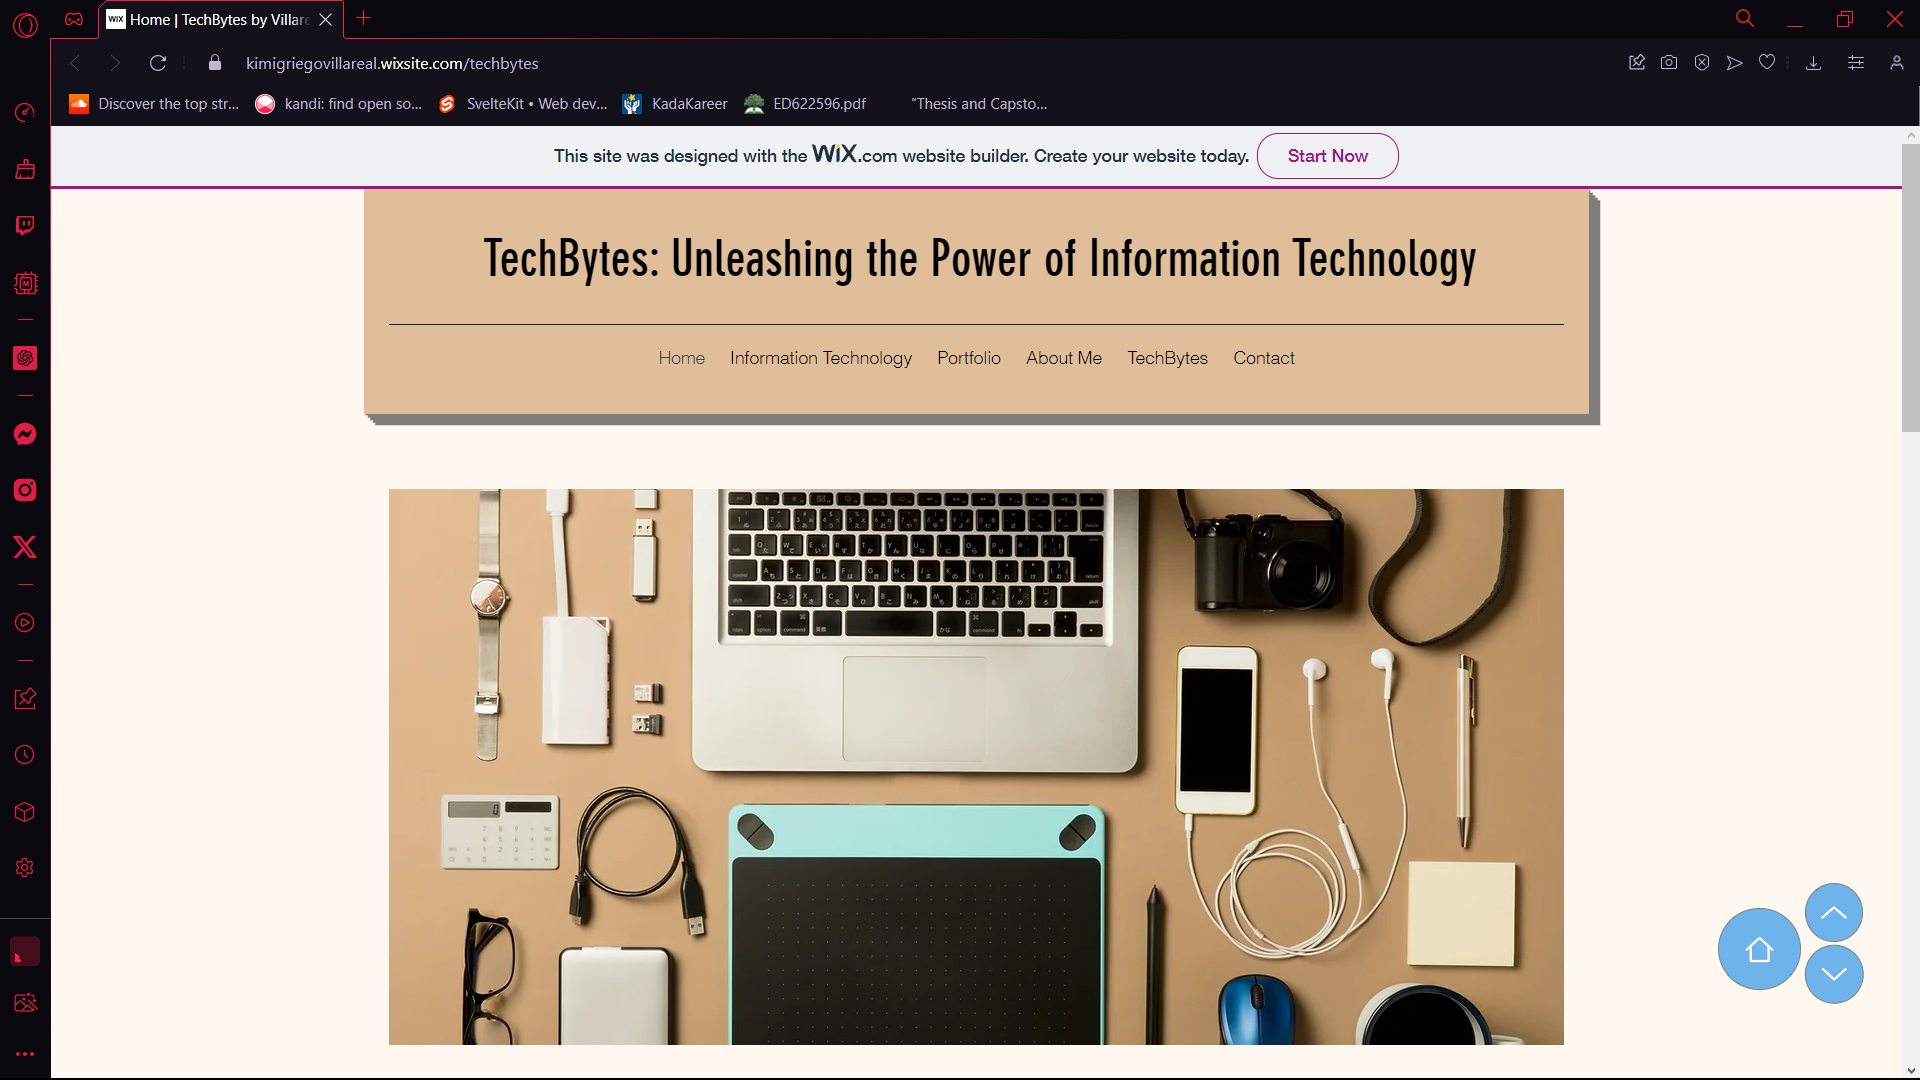 Home | TechBytes by Villare
kimigriegovillareal.wixsite.com/techbytes
Discover the top str...
kandi: find open so...
SvelteKit • Web dev...
KadaKareer
ED622596.pdf
"Thesis and Capsto...
This site was designed with the WiX.com website builder. Create your website today.
Start Now
TechBytes: Unleashing the Power of Information Technology
Home Information Technology Portfolio About Me TechBytes Contact